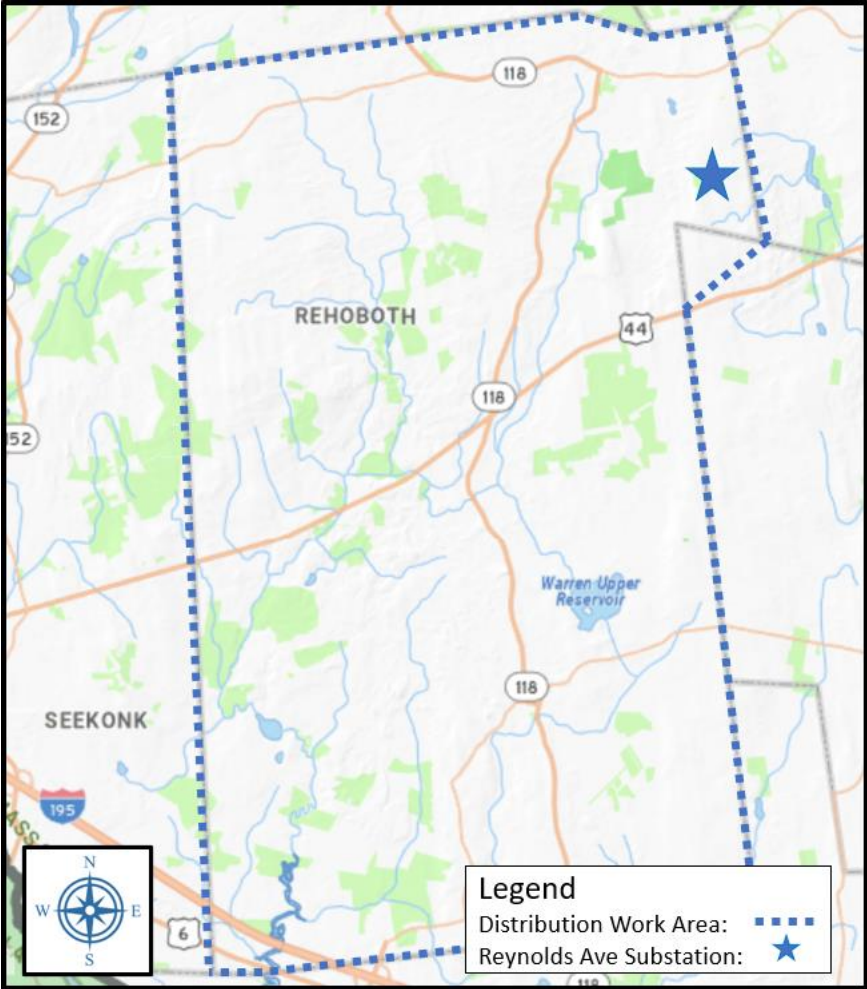 118
152
REHOBOTH
44
118
152
Warren Upper
Reservoir
118
SEEKONK
195
MASS
N
W E
S
6
Legend
Distribution Work Area:
Reynolds Ave Substation:
118